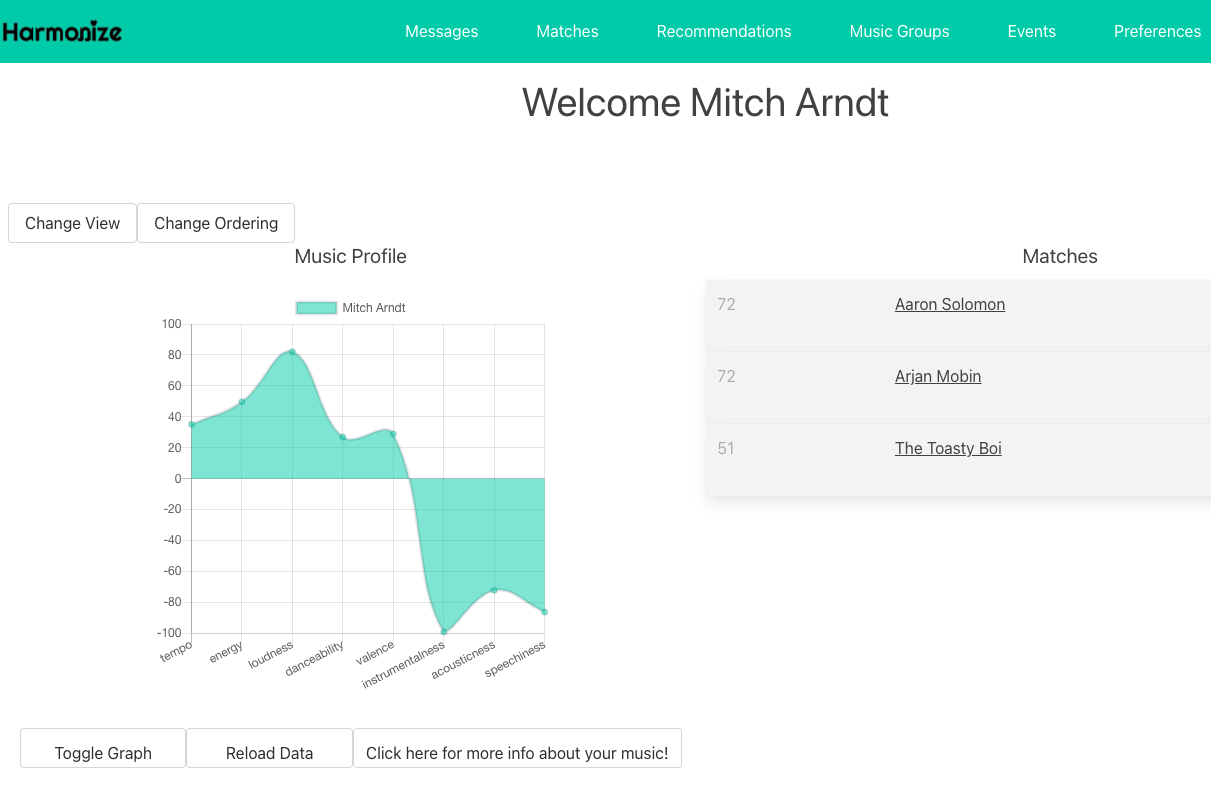 Harmonize
Messages Matches Recommendations Music Groups Events Preferences
Welcome Mitch Arndt
Change View Change Ordering
Music Profile
Mitch Arndt
100
80
60
40
20
0
-20
-40
-60
-80
-100
tempo energy loudness danceability valence instrumentalness acousticness speechiness
Matches
72 Aaron Solomon
72 Arjan Mobin
51 The Toasty Boi
Toggle Graph Reload Data Click here for more info about your music!